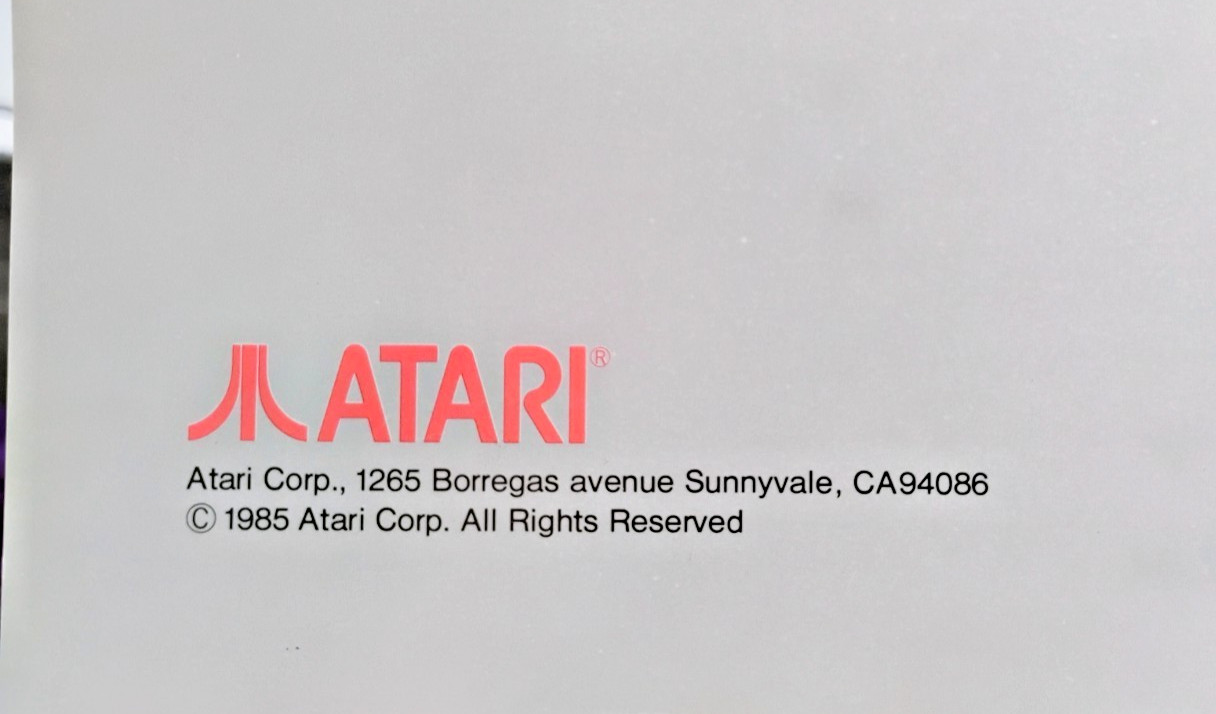 ATARI®
Atari Corp., 1265 Borregas avenue Sunnyvale, CA94086
© 1985 Atari Corp. All Rights Reserved